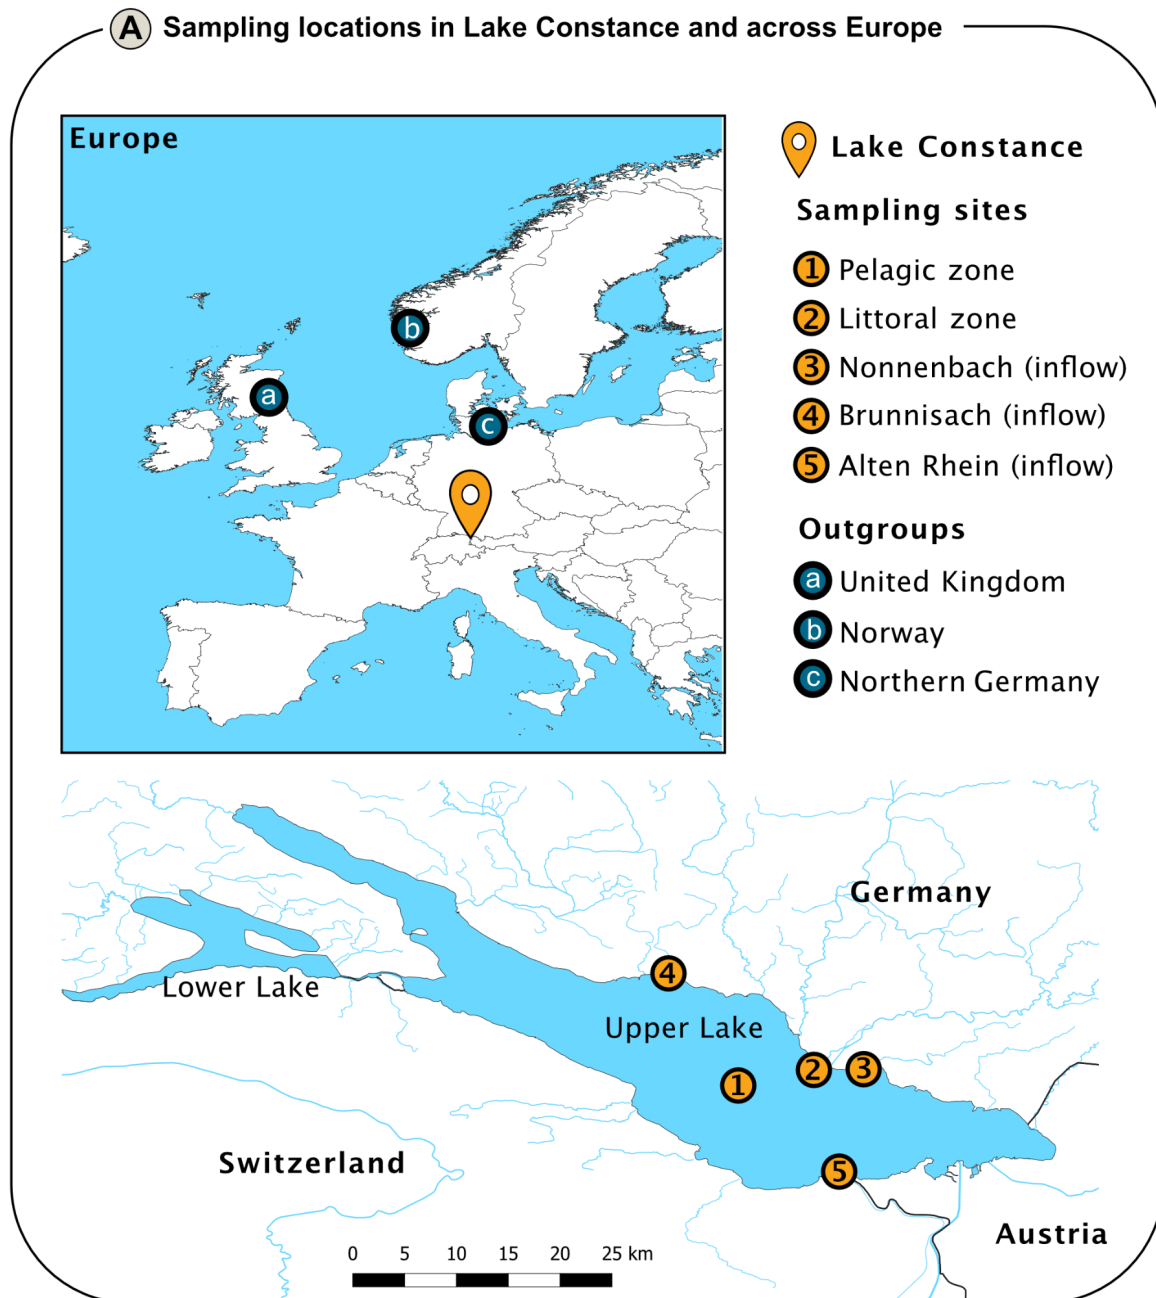 A Sampling locations in Lake Constance and across Europe
Europe
b
a
c
Lake Constance
Sampling sites
1 Pelagic zone
2 Littoral zone
3 Nonnenbach (inflow)
4 Brunnisach (inflow)
5 Alten Rhein (inflow)
Outgroups
a United Kingdom
b Norway
c Northern Germany
Germany
4
Lower Lake
Upper Lake
2 3
1
Switzerland
5
Austria
0 5 10 15 20 25 km